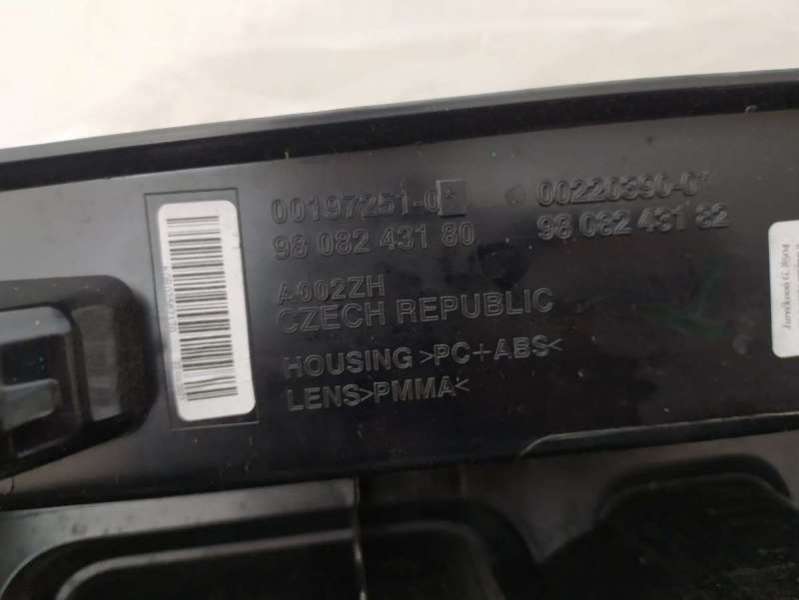 00197251-0
98 082 431 80
00220390-0
98 082 431 82
A002ZH
CZECH REPUBLIC
HOUSING >PC+ABS<
LENS>PMMA<